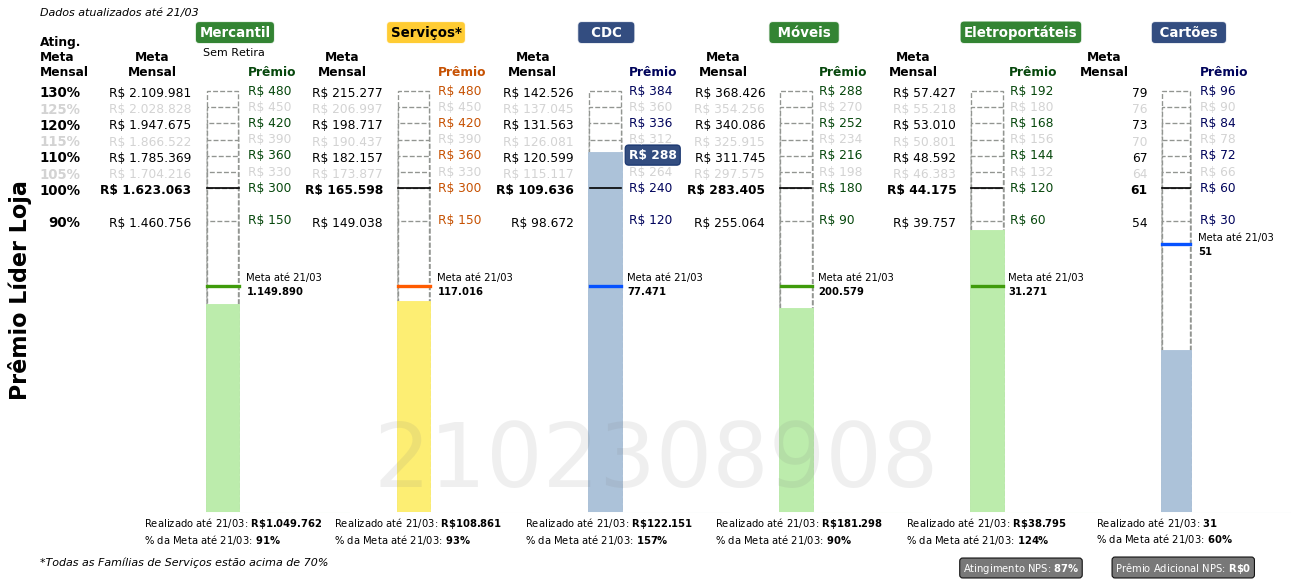 Dados atualizados até 21/03
Mercantil Serviços* CDC Móveis Eletroportáteis Cartões
Sem Retira
Ating. Meta Mensal Meta Mensal Prêmio Meta Mensal Prêmio Meta Mensal Prêmio Meta Mensal Prêmio Meta Mensal Prêmio Meta Mensal Prêmio
130% R$ 2.109.981 R$ 480 R$ 215.277 R$ 480 R$ 142.526 R$ 384 R$ 368.426 R$ 288 R$ 57.427 R$ 192 79 R$ 96
125% R$ 2.028.828 R$ 450 R$ 206.997 R$ 450 R$ 137.045 R$ 360 R$ 354.256 R$ 270 R$ 55.218 R$ 180 76 R$ 90
120% R$ 1.947.675 R$ 420 R$ 198.717 R$ 420 R$ 131.563 R$ 336 R$ 340.086 R$ 252 R$ 53.010 R$ 168 73 R$ 84
115% R$ 1.866.522 R$ 390 R$ 190.437 R$ 390 R$ 126.081 R$ 312 R$ 325.915 R$ 234 R$ 50.801 R$ 156 70 R$ 78
110% R$ 1.785.369 R$ 360 R$ 182.157 R$ 360 R$ 120.599 R$ 288 R$ 311.745 R$ 216 R$ 48.592 R$ 144 67 R$ 72
105% R$ 1.704.216 R$ 330 R$ 173.877 R$ 330 R$ 115.117 R$ 264 R$ 297.575 R$ 198 R$ 46.383 R$ 132 64 R$ 66
100% R$ 1.623.063 R$ 300 R$ 165.598 R$ 300 R$ 109.636 R$ 240 R$ 283.405 R$ 180 R$ 44.175 R$ 120 61 R$ 60
90% R$ 1.460.756 R$ 150 R$ 149.038 R$ 150 R$ 98.672 R$ 120 R$ 255.064 R$ 90 R$ 39.757 R$ 60 54 R$ 30
Meta até 21/03
51
Meta até 21/03 Meta até 21/03 Meta até 21/03 Meta até 21/03 Meta até 21/03
1.149.890 117.016 77.471 200.579 31.271
Prêmio Líder Loja
2102308908
Realizado até 21/03: R$1.049.762 Realizado até 21/03: R$108.861 Realizado até 21/03: R$122.151 Realizado até 21/03: R$181.298 Realizado até 21/03: R$38.795 Realizado até 21/03: 31
% da Meta até 21/03: 91% % da Meta até 21/03: 93% % da Meta até 21/03: 157% % da Meta até 21/03: 90% % da Meta até 21/03: 124% % da Meta até 21/03: 60%
*Todas as Famílias de Serviços estão acima de 70% Atingimento NPS: 87% Prêmio Adicional NPS: R$0